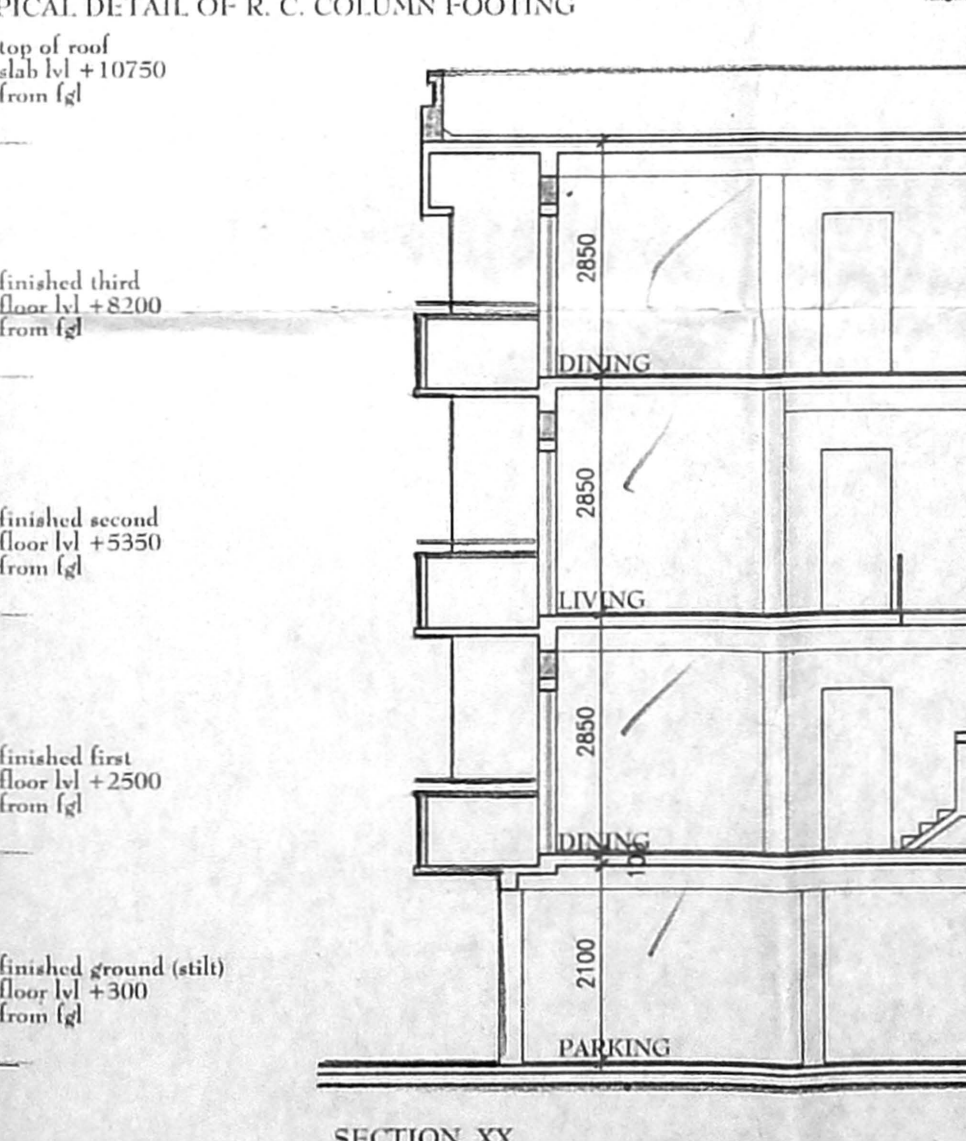 PICAL DETAIL OF R. C. COLUMN FOOTING
top of roof
slab lvl +10750
from fgl
finished third
floor lvl +8200
from fgl
finished second
floor lvl +5350
from fgl
finished first
floor lvl +2500
from fgl
finished ground (stilt)
floor lvl +300
from fgl
2850
DINING
2850
LIVING
2850
DINING
100
2100
PARKING
SECTION XX